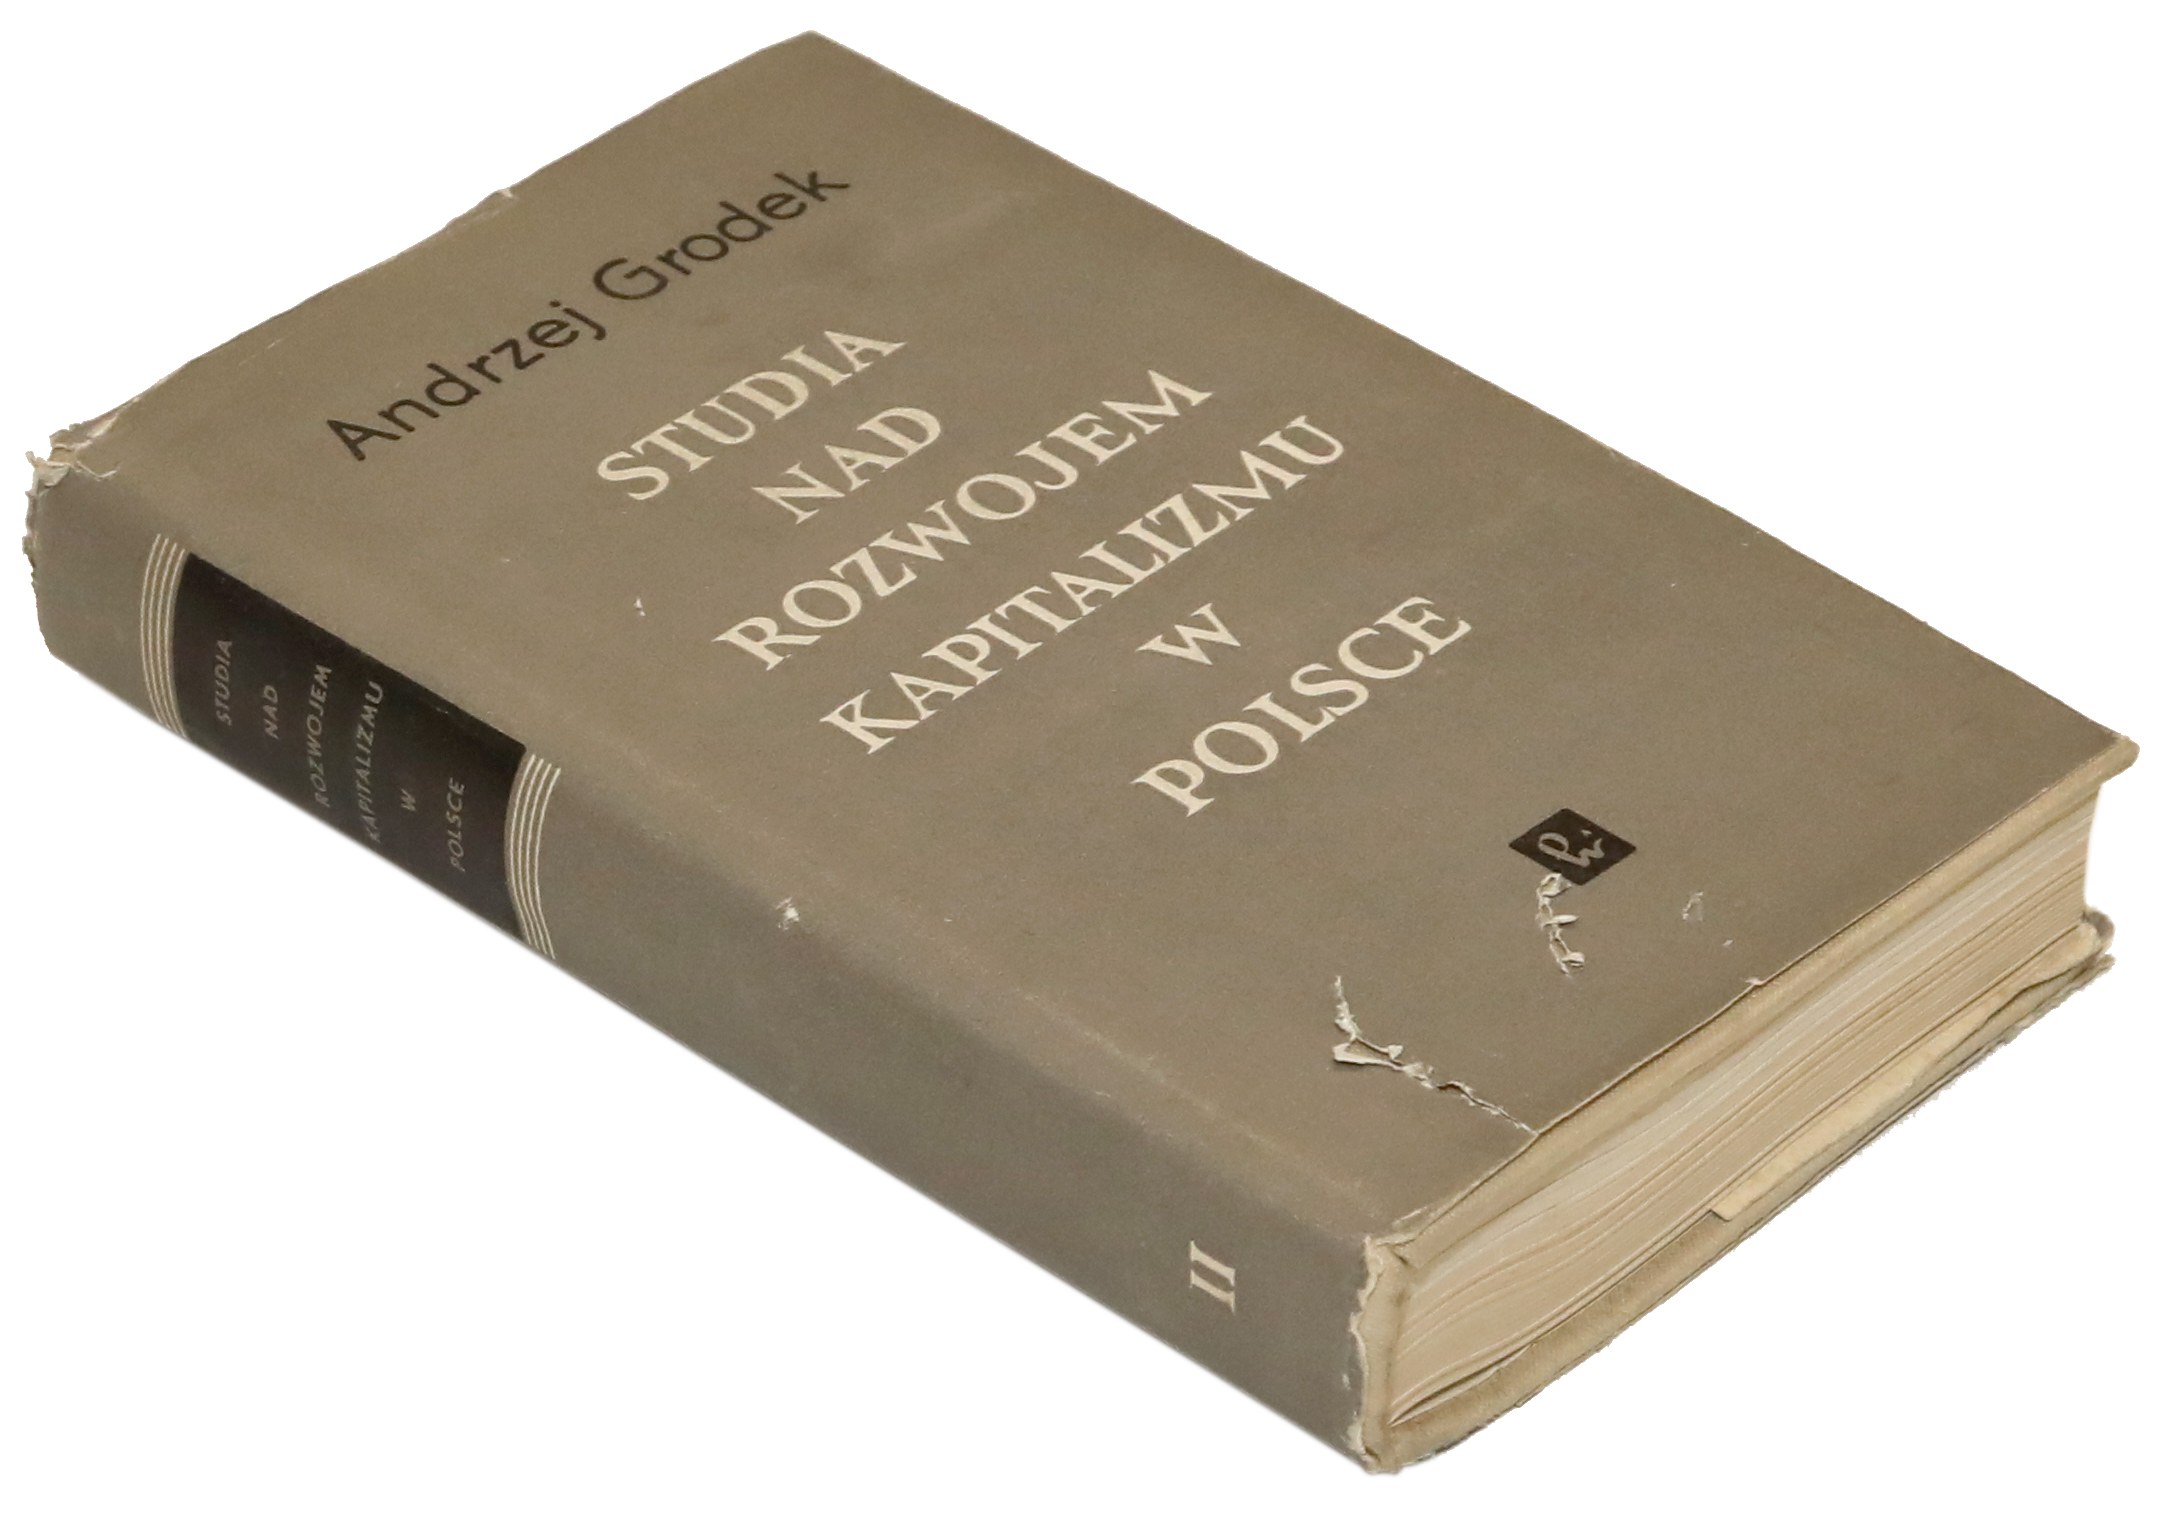 Andrzej Grodek
STUDIA
NAD
ROZWOJEM
KAPITALIZMU
W
POLSCE
STUDIA
NAD
ROZWOJEM
KAPITALIZMU
W
POLSCE
II